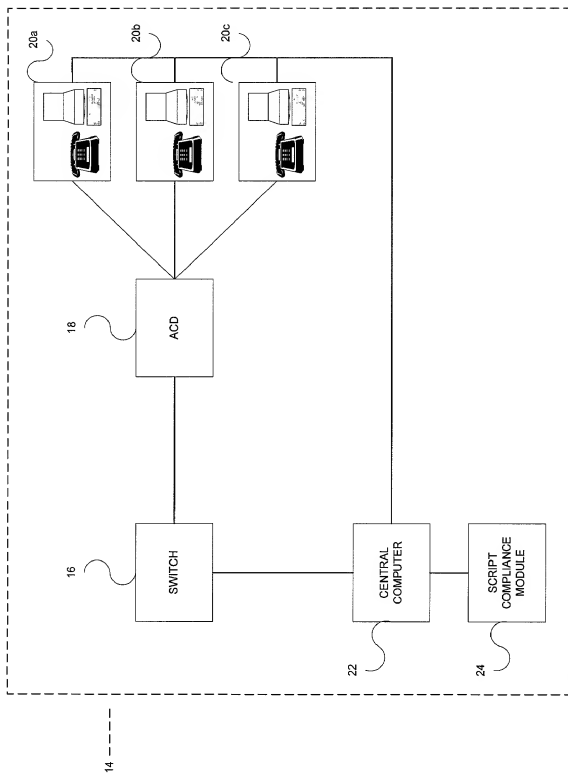 20a
20b
20c
18
ACD
16
SWITCH
CENTRAL
COMPUTER
22
SCRIPT
COMPLIANCE
MODULE
24
14